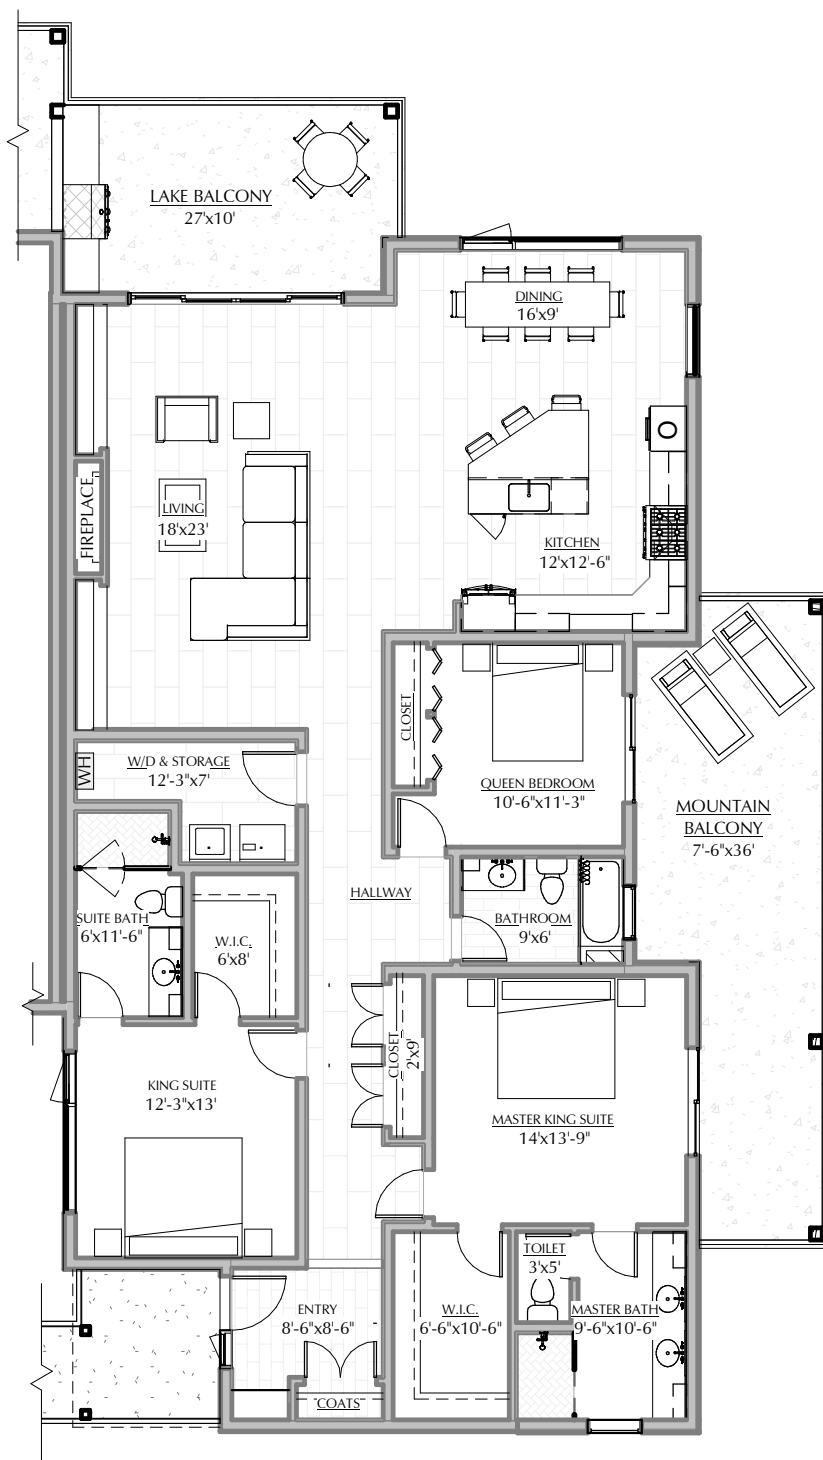 LAKE BALCONY
27'x10'
DINING
16'x9'
LIVING
18'x23'
FIREPLACE
KITCHEN
12'x12'-6"
CLOSET
W/D & STORAGE
12'-3"x7'
WH
QUEEN BEDROOM
10'-6"x11'-3"
MOUNTAIN
BALCONY
7'-6"x36'
HALLWAY
SUITE BATH
6'x11'-6"
W.I.C.
6'x8'
BATHROOM
9'x6'
CLOSET
2'x9'
KING SUITE
12'-3"x13'
MASTER KING SUITE
14'x13'-9"
TOILET
3'x5'
ENTRY
8'-6"x8'-6"
W.I.C.
6'-6"x10'-6"
MASTER BATH
9'-6"x10'-6"
COATS